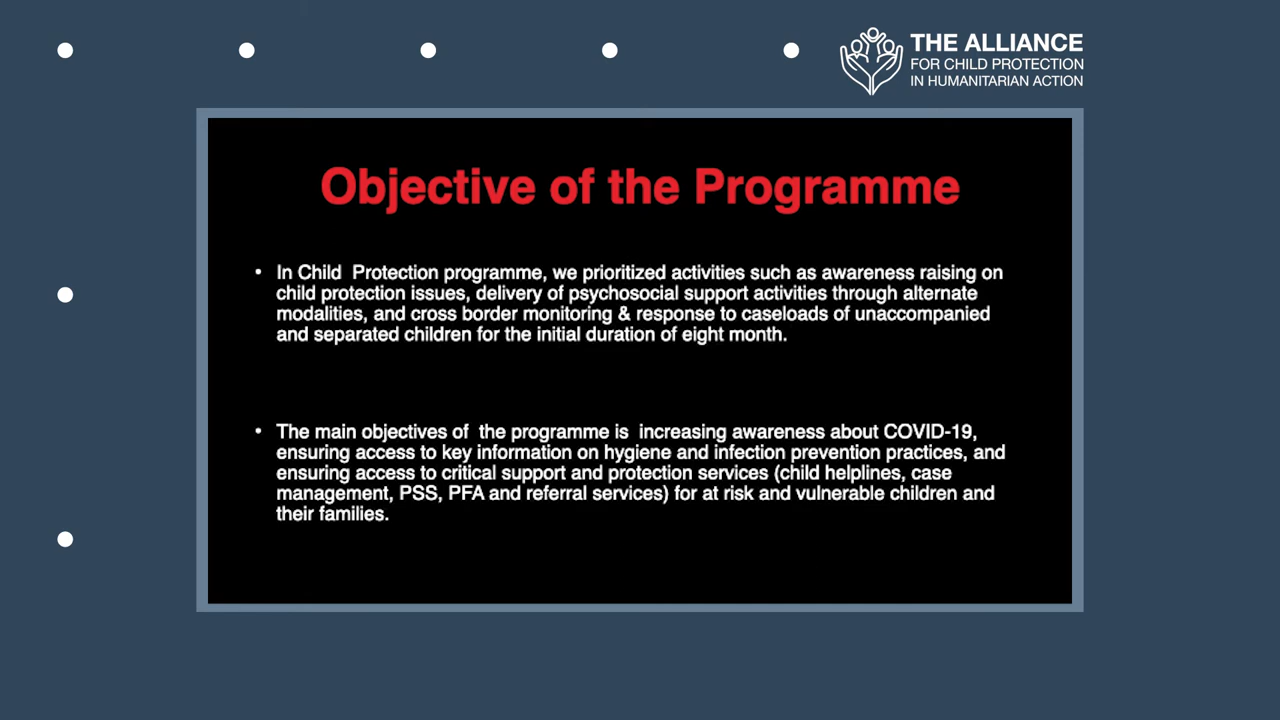 THE ALLIANCE
FOR CHILD PROTECTION
IN HUMANITARIAN ACTION
Objective of the Programme
• In Child  Protection programme, we prioritized activities such as awareness raising on
child protection issues, delivery of psychosocial support activities through alternate
modalities, and cross border monitoring & response to caseloads of unaccompanied
and separated children for the initial duration of eight month.
• The main objectives of  the programme is  increasing awareness about COVID-19,
ensuring access to key information on hygiene and infection prevention practices, and
ensuring access to critical support and protection services (child helplines, case
management, PSS, PFA and referral services) for at risk and vulnerable children and
their families.